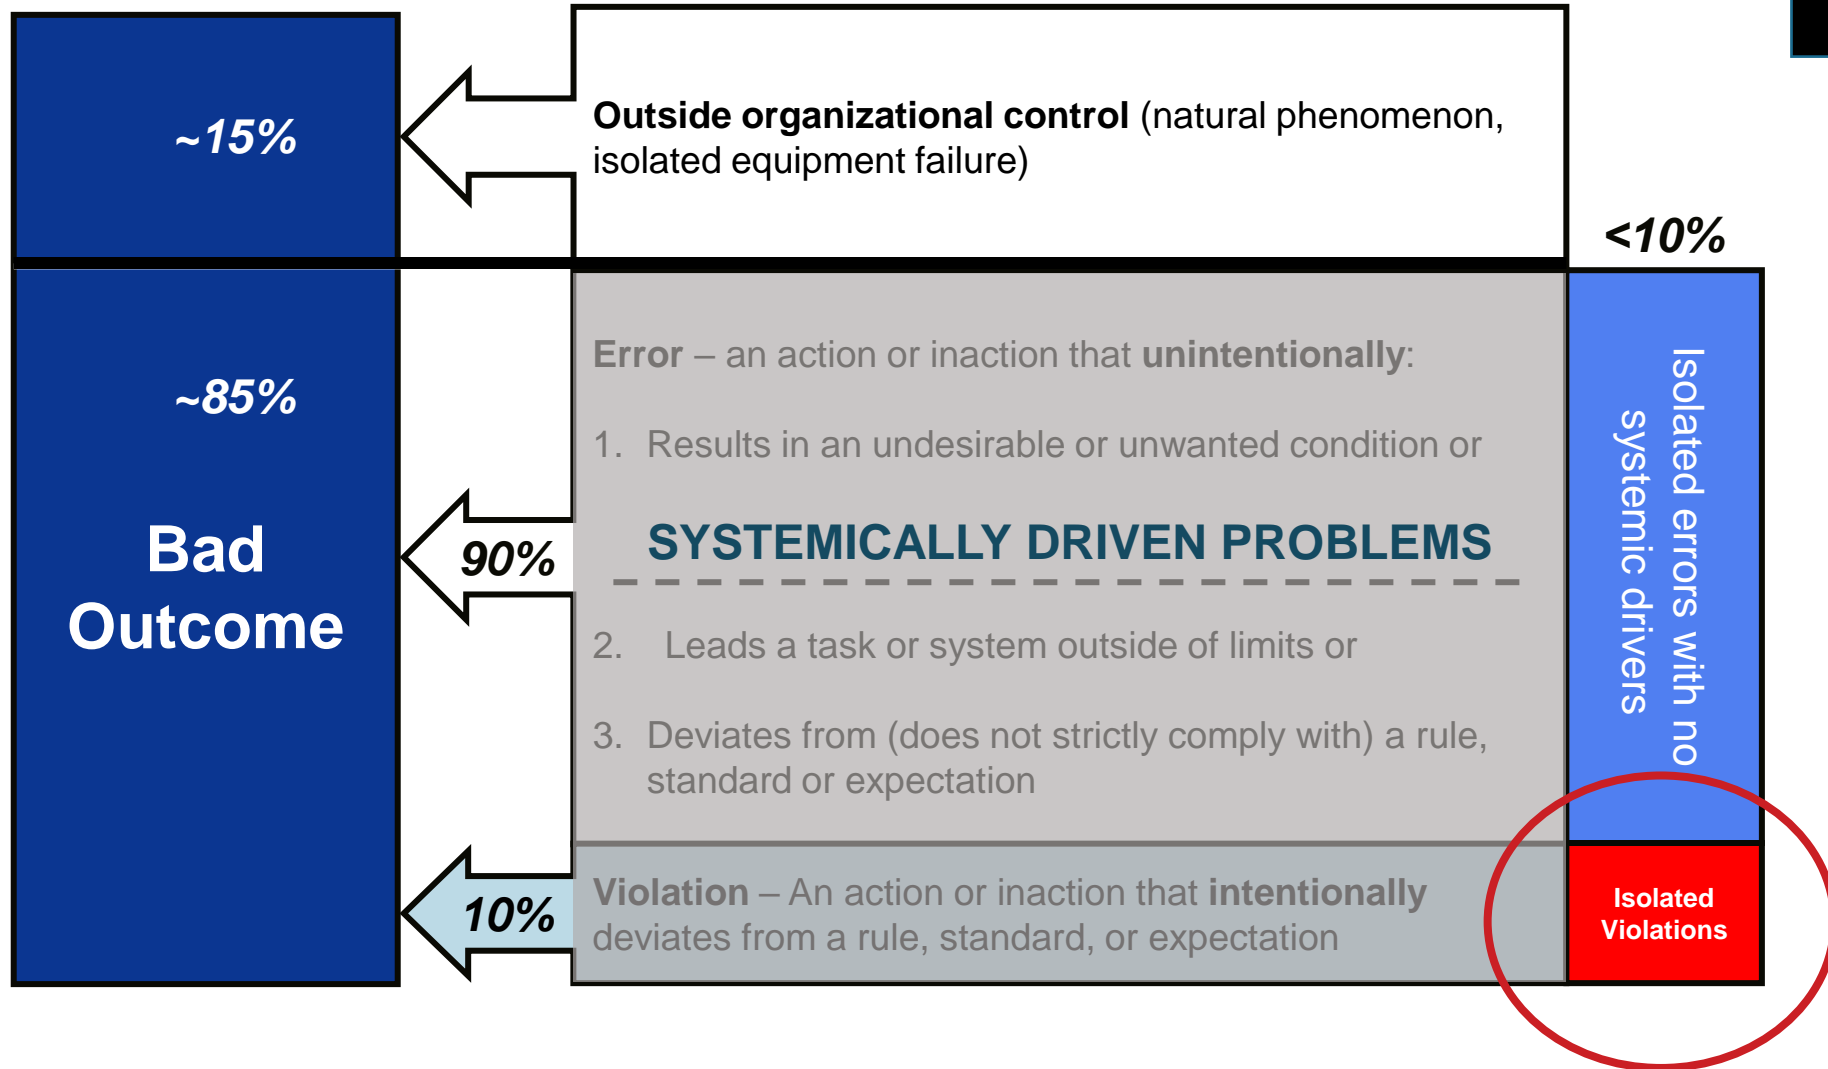 ~15%
Outside organizational control (natural phenomenon,
isolated equipment failure)
<10%
~85%
Bad
Outcome
Error – an action or inaction that unintentionally:
1. Results in an undesirable or unwanted condition or
90%
SYSTEMICALLY DRIVEN PROBLEMS
2. Leads a task or system outside of limits or
3. Deviates from (does not strictly comply with) a rule,
standard or expectation
10%
Violation – An action or inaction that intentionally
deviates from a rule, standard, or expectation
Isolated errors with no
systemic drivers
Isolated
Violations